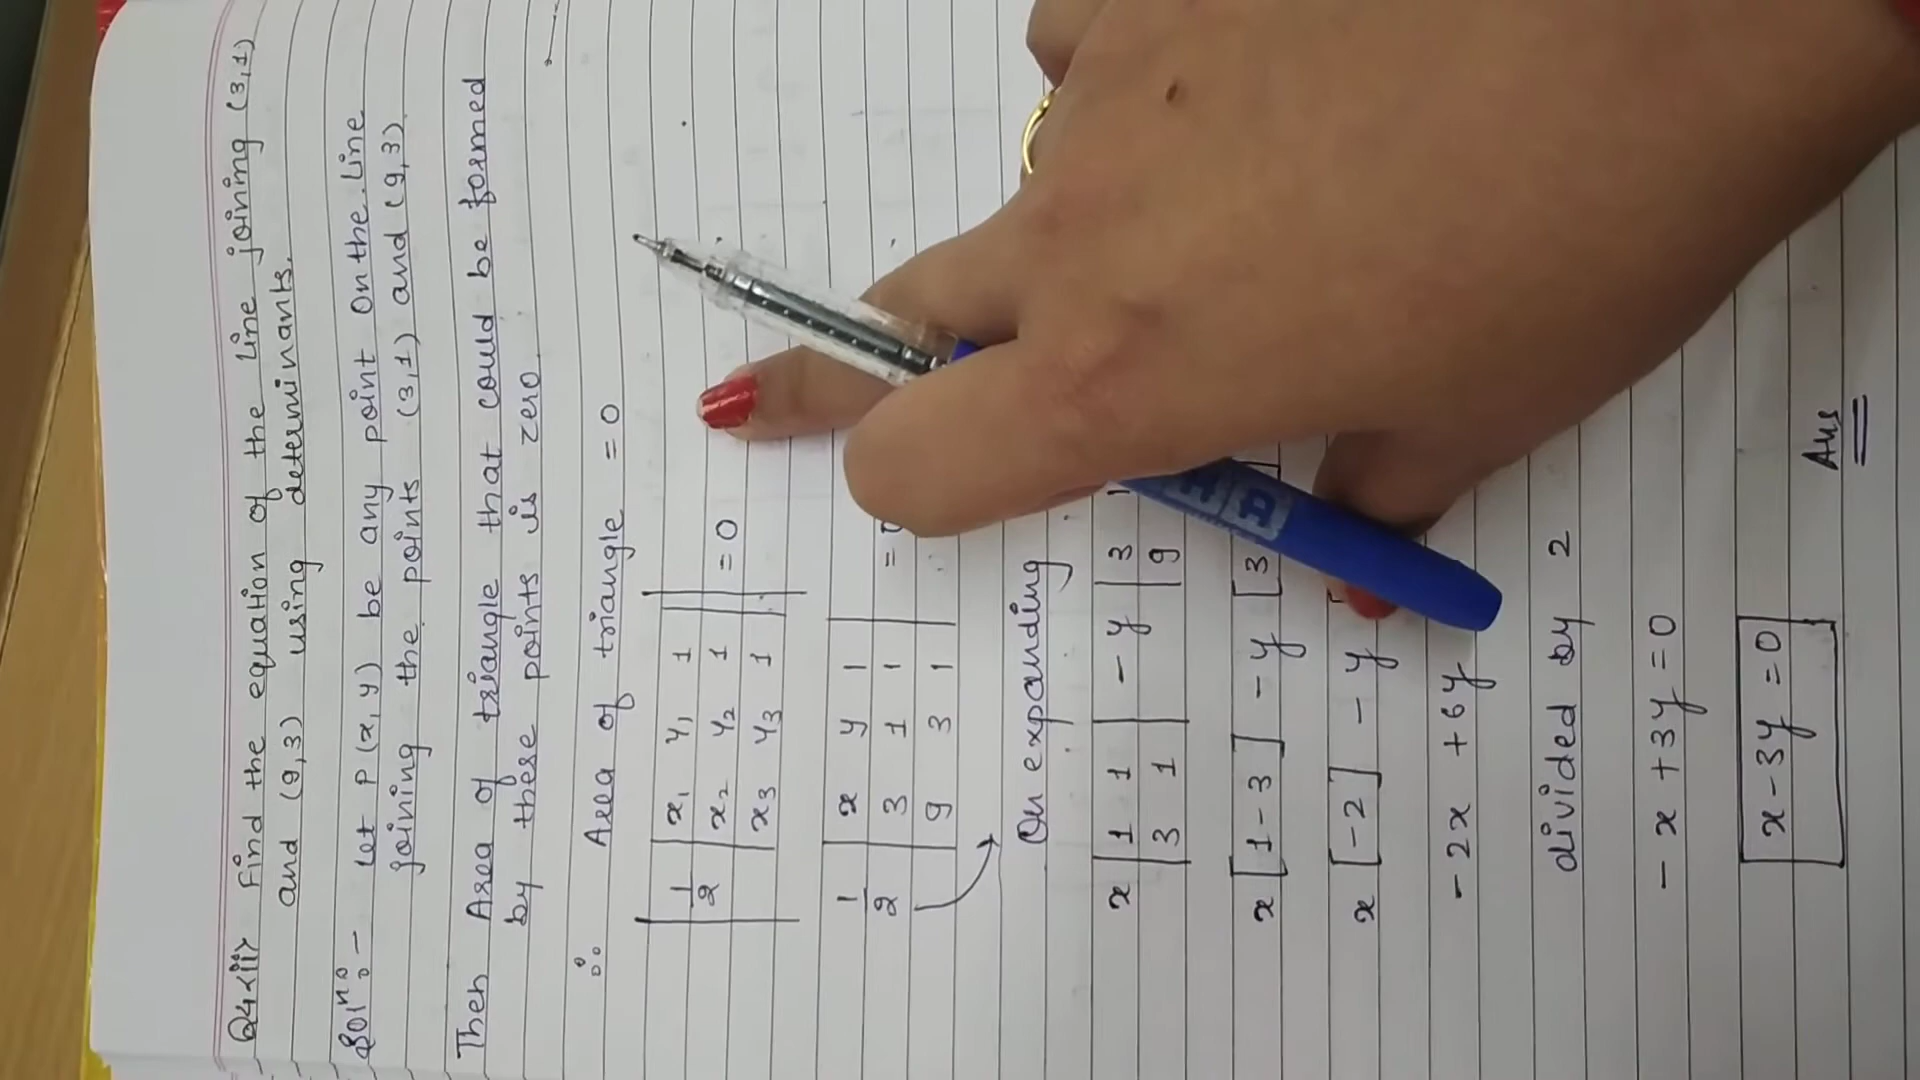 Q4<ii> Find the equation of the line joining (3,1)
and (9,3) using determinants.
Solⁿ:- Let P(x,y) be any point on the line
joining the points (3,1) and (9,3)
Then Area of triangle that could be formed
by these points is zero.
∴ Area of triangle = 0
1/2 | x₁ y₁ 1 |
| x₂ y₂ 1 | = 0
| x₃ y₃ 1 |
1/2 | x y 1 |
| 3 1 1 | = 0
| 9 3 1 |
On expanding
x | 1 1 | - y | 3 1
| 3 1 | | 9
x [1-3] - y [3
x [-2] - y [
-2x + 6y
divided by 2
-x + 3y = 0
x - 3y = 0
Ans